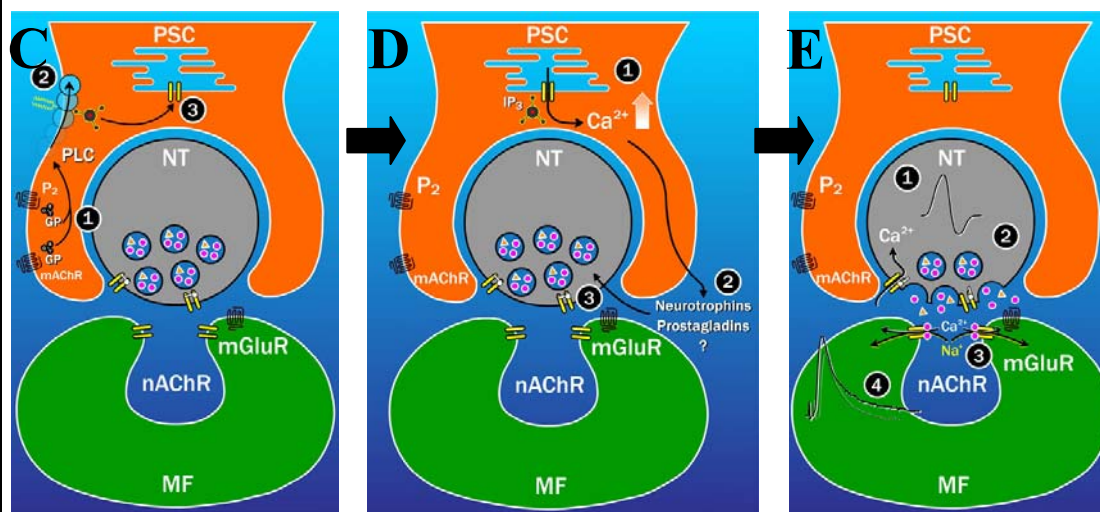 C
PSC
2
3
PLC
NT
P2
1
GP
GP
mAChR
mGluR
nAChR
MF
D
PSC
1
IP3
Ca2+
NT
P2
mAChR
2
3
Neurotrophins
Prostagladins
?
mGluR
nAChR
MF
E
PSC
NT
1
P2
2
Ca2+
mAChR
Ca2+
Na+
3
mGluR
nAChR
4
MF